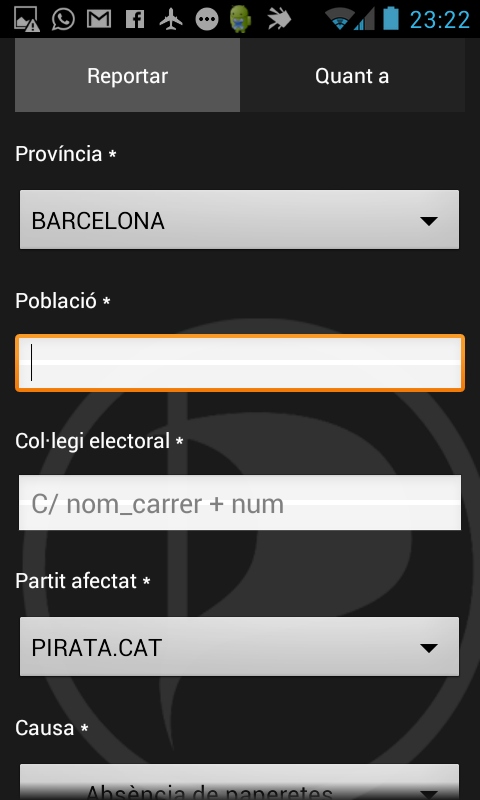 23:22
Reportar
Quant a
Província *
BARCELONA
Població *
Col·legi electoral *
C/ nom_carrer + num
Partit afectat *
PIRATA.CAT
Causa *
Absència de paperetes